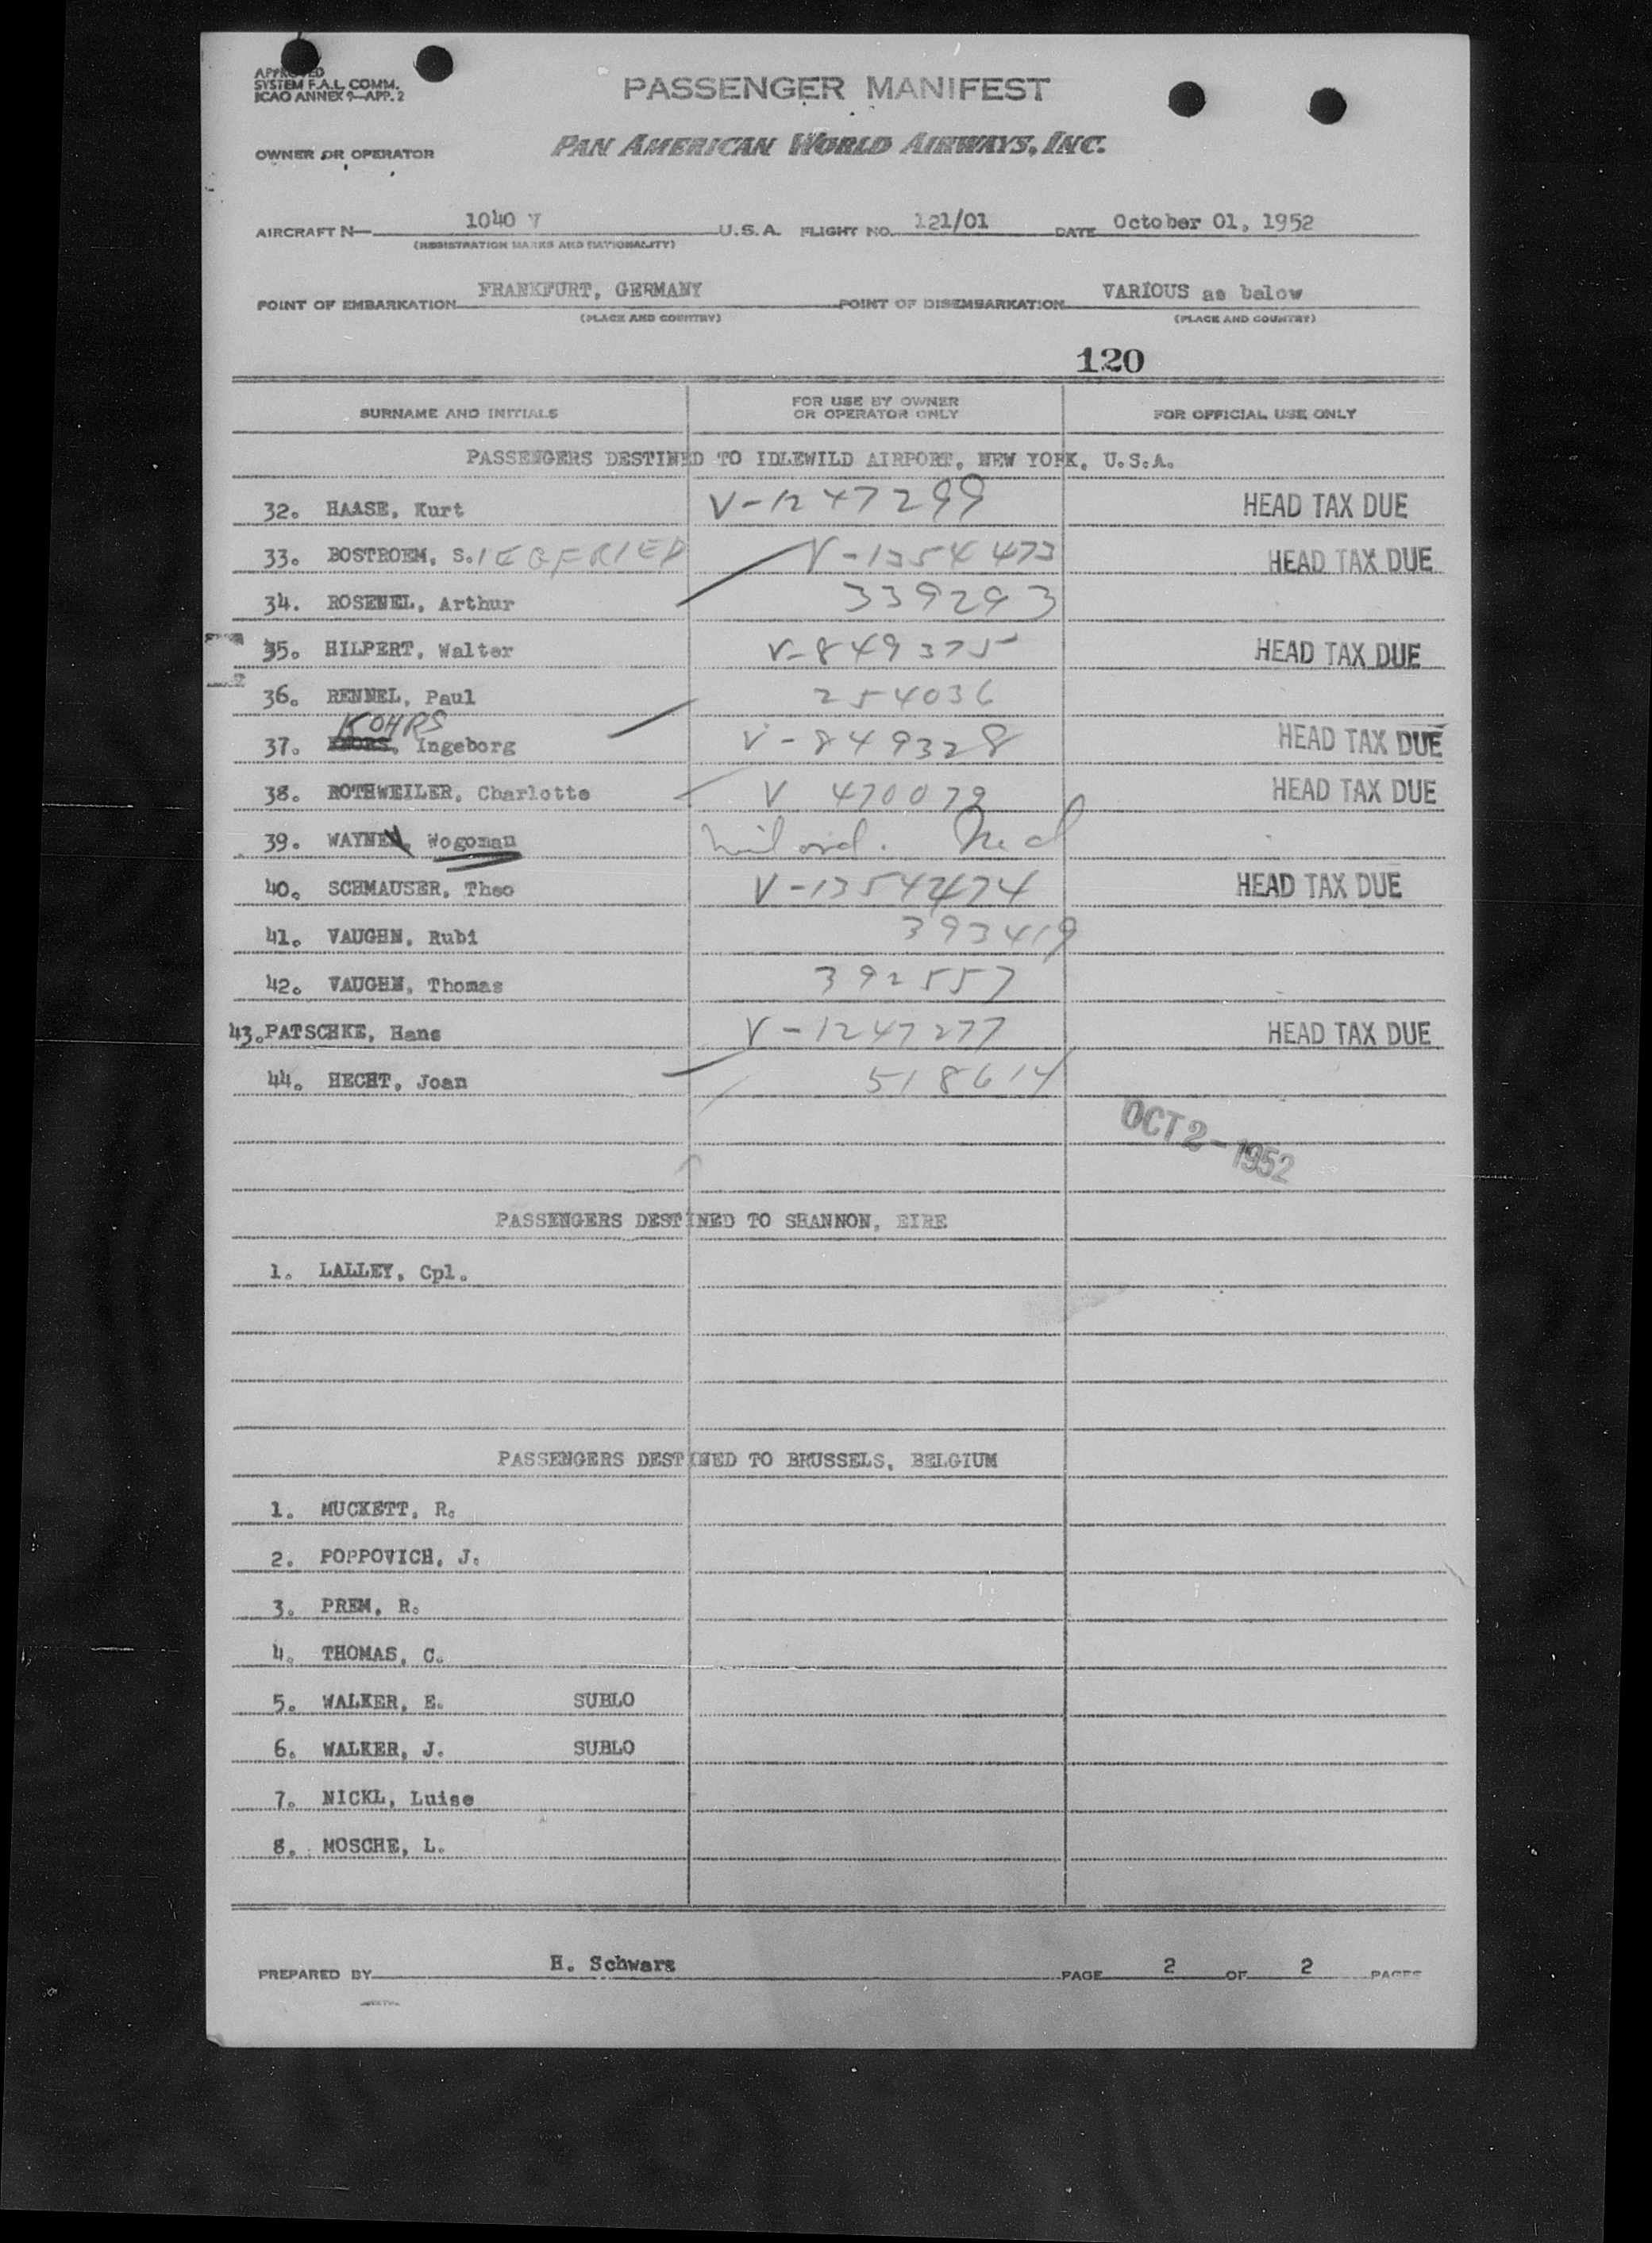 APPROVED
SYSTEM F.A.L. COMM.
ICAO ANNEX 9—APP. 2
PASSENGER MANIFEST
OWNER OR OPERATOR PAN AMERICAN WORLD AIRWAYS, INC.
AIRCRAFT N— 1040 V U.S.A. FLIGHT NO. 121/01 DATE October 01, 1952
(REGISTRATION MARKS AND NATIONALITY)
POINT OF EMBARKATION FRANKFURT, GERMANY POINT OF DISEMBARKATION VARIOUS as below
(PLACE AND COUNTRY) (PLACE AND COUNTRY)
120
SURNAME AND INITIALS FOR USE BY OWNER OR OPERATOR ONLY FOR OFFICIAL USE ONLY
PASSENGERS DESTINED TO IDLEWILD AIRPORT, NEW YORK, U.S.A.
32. HAASE, Kurt V-1247299 HEAD TAX DUE
33. BOSTROEM, S.IEGFRIED V-1354473 HEAD TAX DUE
34. ROSENEL, Arthur 339293
35. HILPERT, Walter V-849375 HEAD TAX DUE
36. RENNEL, Paul 254036
KOHRS
37. Ingeborg V-849328 HEAD TAX DUE
38. ROTHWEILER, Charlotte V 470079 HEAD TAX DUE
39. WAYNE, Wogoman
40. SCHMAUSER, Theo V-1354474 HEAD TAX DUE
41. VAUGHN, Rubi 393419
42. VAUGHN, Thomas 392557
43. PATSCHKE, Hans V-1247277 HEAD TAX DUE
44. HECHT, Joan 518614
OCT 2-1952
PASSENGERS DESTINED TO SHANNON, EIRE
1. LALLEY, Cpl.
PASSENGERS DESTINED TO BRUSSELS, BELGIUM
1. MUCKETT, R.
2. POPPOVICH, J.
3. PREM, R.
4. THOMAS, C.
5. WALKER, E. SUBLO
6. WALKER, J. SUBLO
7. NICKL, Luise
8. MOSCHE, L.
PREPARED BY H. Schwarz PAGE 2 OF 2 PAGES